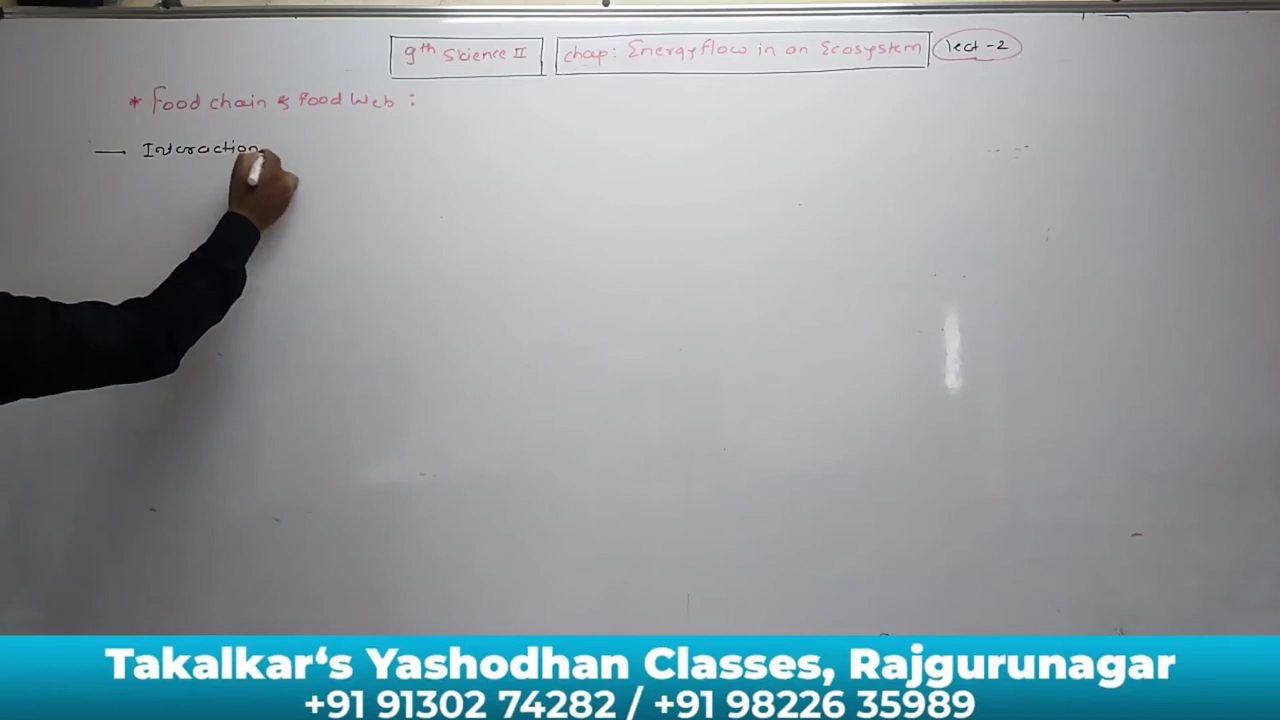 9th Science II chap: Energy flow in an Ecosystem lect - 2
* Food chain & Food Web :
— Interaction
Takalkar‘s Yashodhan Classes, Rajgurunagar
+91 91302 74282 / +91 98226 35989